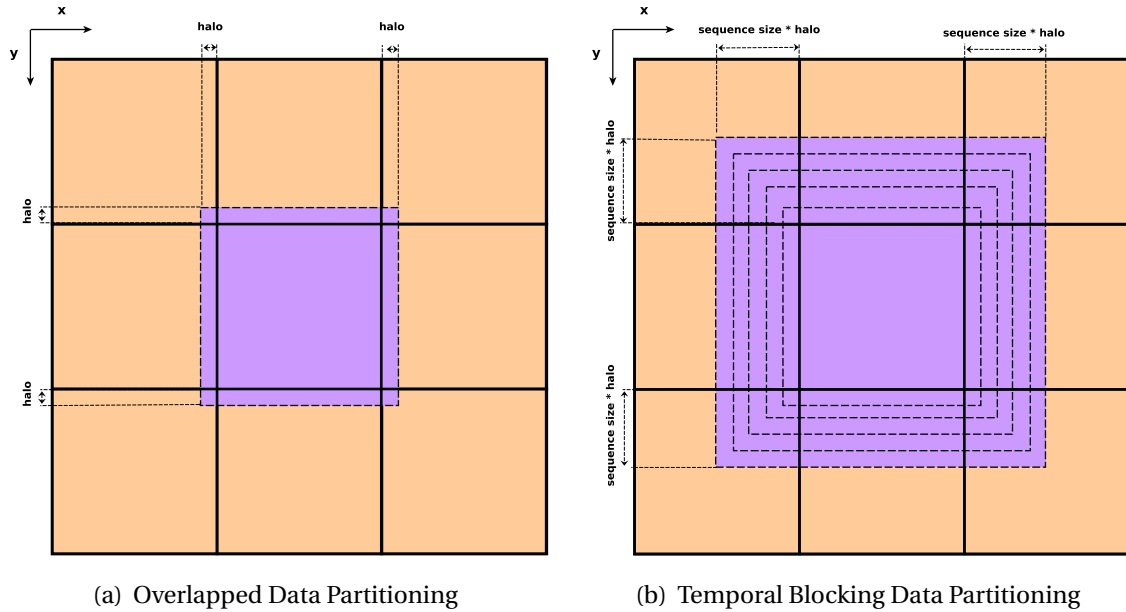 x
y
halo
halo
halo
halo
x
y
sequence size * halo
sequence size * halo
sequence size * halo
sequence size * halo
(a) Overlapped Data Partitioning
(b) Temporal Blocking Data Partitioning